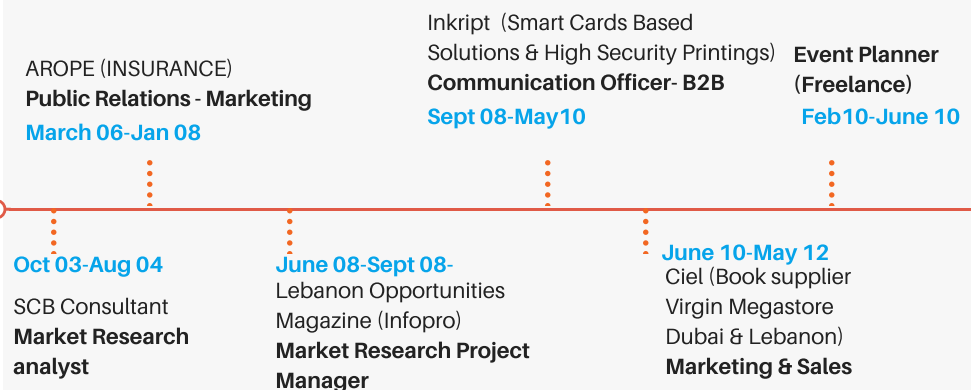 AROPE (INSURANCE)
Public Relations - Marketing
March 06-Jan 08
Inkript (Smart Cards Based
Solutions & High Security Printings)
Communication Officer- B2B
Sept 08-May10
Event Planner
(Freelance)
Feb10-June 10
Oct 03-Aug 04
SCB Consultant
Market Research
analyst
June 08-Sept 08-
Lebanon Opportunities
Magazine (Infopro)
Market Research Project
Manager
June 10-May 12
Ciel (Book supplier
Virgin Megastore
Dubai & Lebanon)
Marketing & Sales